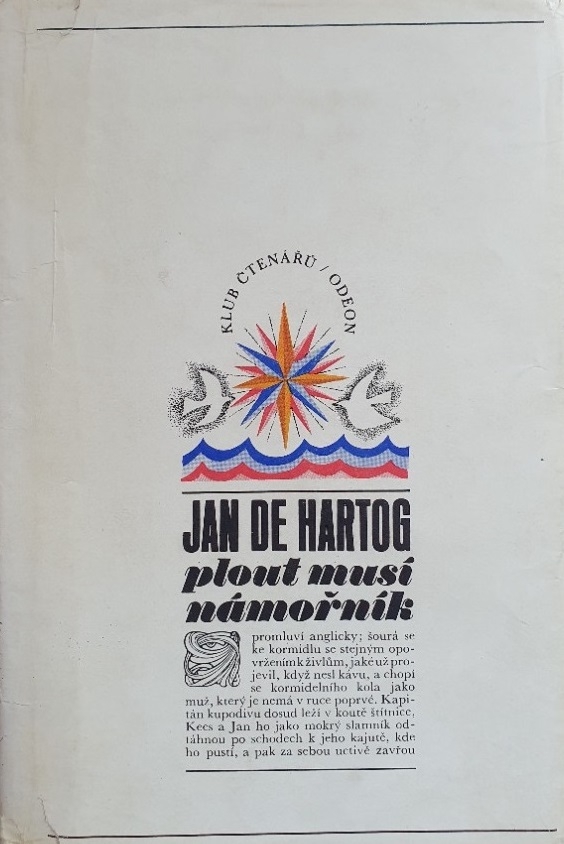 KLUB ČTENÁŘŮ / ODEON
JAN DE HARTOG
plout musí
námořník
promluví anglicky; šourá se
ke kormidlu se stejným opo-
vržením k živlům, jaké už pro-
jevil, když nesl kávu, a chopí
se kormidelního kola jako
muž, který je nemá v ruce poprvé. Kapi-
tán kupodivu dosud leží v koutě štítnice,
Kees a Jan ho jako mokrý slamník od-
táhnou po schodech k jeho kajutě, kde
ho pustí, a pak za sebou uctivě zavřou